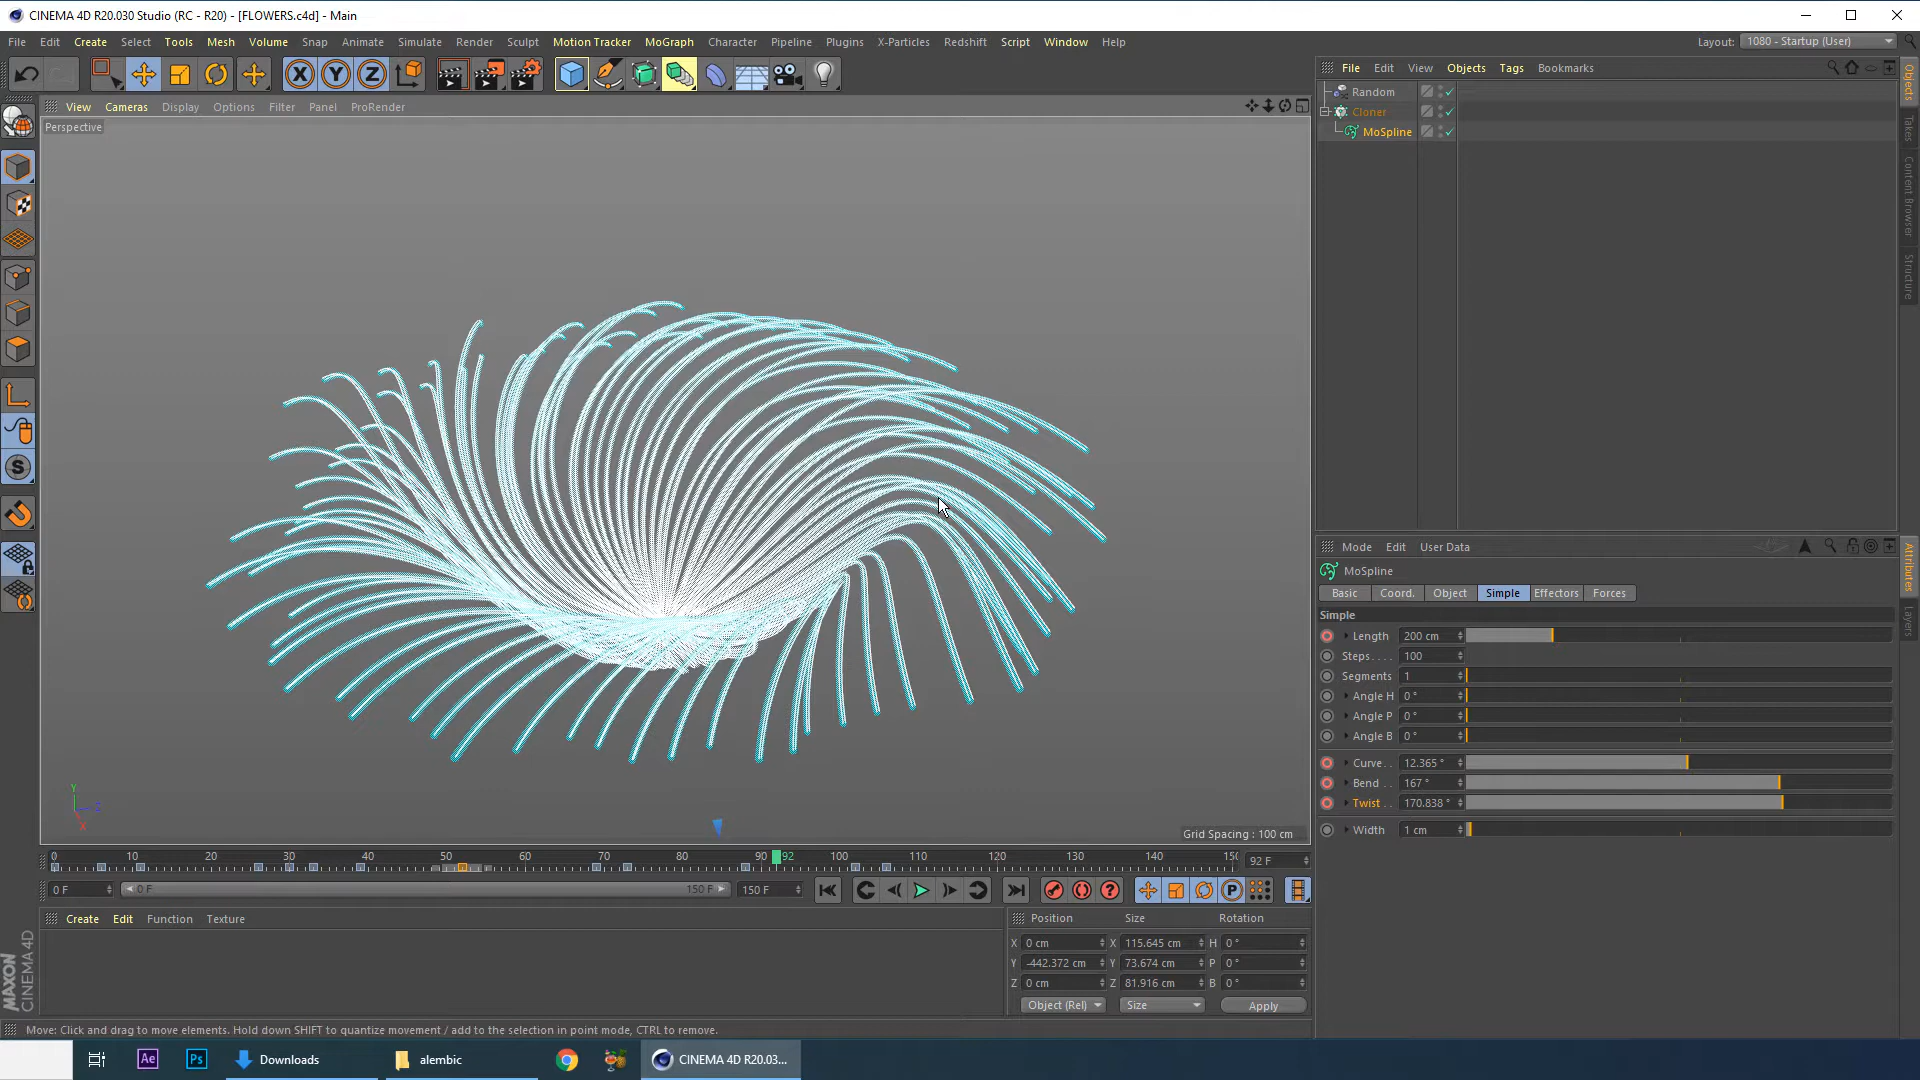 CINEMA 4D R20.030 Studio (RC - R20) - [FLOWERS.c4d] - Main
File Edit Create Select Tools Mesh Volume Snap Animate Simulate Render Sculpt Motion Tracker MoGraph Character Pipeline Plugins X-Particles Redshift Script Window Help
Layout: 1080 - Startup (User)
X Y Z
File Edit View Objects Tags Bookmarks
View Cameras Display Options Filter Panel ProRender
Perspective
Random
Cloner
MoSpline
Objects
Takes
Content Browser
Structure
Mode Edit User Data
MoSpline
Basic Coord. Object Simple Effectors Forces
Simple
Length 200 cm
Steps. . . . 100
Segments 1
Angle H 0 °
Angle P 0 °
Angle B 0 °
Curve. . 12.365 °
Bend . . 167 °
Twist . . 170.838 °
Width 1 cm
Attributes
Layers
S
Y
Z
X
Grid Spacing : 100 cm
0 10 20 30 40 50 60 70 80 90 92 100 110 120 130 140 150
92 F
0 F 0 F 150 F 150 F
P
Create Edit Function Texture
Position Size Rotation
X 0 cm X 115.645 cm H 0 °
Y -442.372 cm Y 73.674 cm P 0 °
Z 0 cm Z 81.916 cm B 0 °
Object (Rel) Size Apply
MAXON
CINEMA 4D
Move: Click and drag to move elements. Hold down SHIFT to quantize movement / add to the selection in point mode, CTRL to remove.
Ae Ps Downloads alembic CINEMA 4D R20.03...